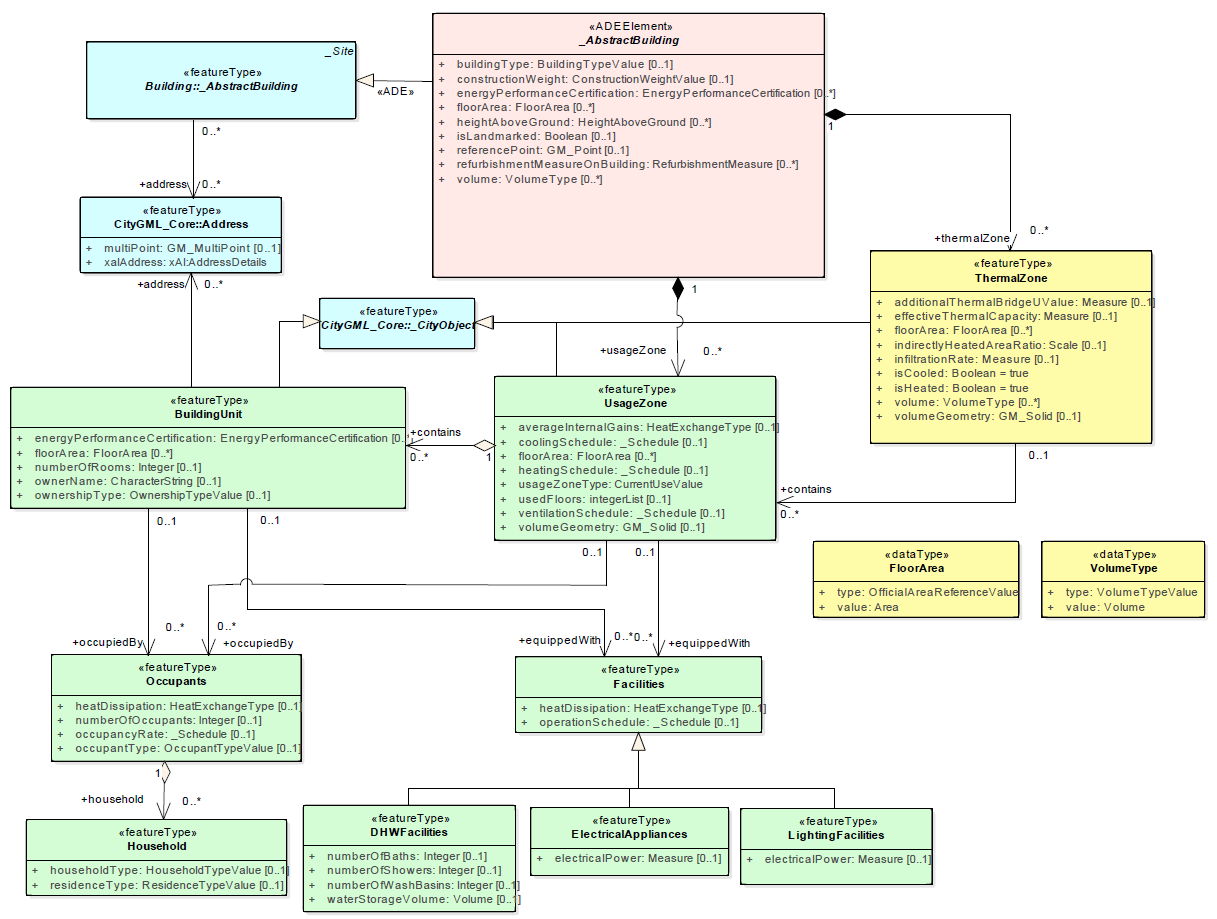 _Site
«featureType»
Building::_AbstractBuilding
«ADE»
«ADEElement»
_AbstractBuilding
+ buildingType: BuildingTypeValue [0..1]
+ constructionWeight: ConstructionWeightValue [0..1]
+ energyPerformanceCertification: EnergyPerformanceCertification [0..*]
+ floorArea: FloorArea [0..*]
+ heightAboveGround: HeightAboveGround [0..*]
+ isLandmarked: Boolean [0..1]
+ referencePoint: GM_Point [0..1]
+ refurbishmentMeasureOnBuilding: RefurbishmentMeasure [0..*]
+ volume: VolumeType [0..*]
1
0..*
+address 0..*
«featureType»
CityGML_Core::Address
+ multiPoint: GM_MultiPoint [0..1]
+ xalAddress: xAl:AddressDetails
+address 0..*
+thermalZone 0..*
1
«featureType»
CityGML_Core::_CityObject
+usageZone 0..*
«featureType»
ThermalZone
+ additionalThermalBridgeUValue: Measure [0..1]
+ effectiveThermalCapacity: Measure [0..1]
+ floorArea: FloorArea [0..*]
+ indirectlyHeatedAreaRatio: Scale [0..1]
+ infiltrationRate: Measure [0..1]
+ isCooled: Boolean = true
+ isHeated: Boolean = true
+ volume: VolumeType [0..*]
+ volumeGeometry: GM_Solid [0..1]
0..1
«featureType»
BuildingUnit
+ energyPerformanceCertification: EnergyPerformanceCertification [0..
+ floorArea: FloorArea [0..*]
+ numberOfRooms: Integer [0..1]
+ ownerName: CharacterString [0..1]
+ ownershipType: OwnershipTypeValue [0..1]
+contains
0..*
1
«featureType»
UsageZone
+ averageInternalGains: HeatExchangeType [0..1]
+ coolingSchedule: _Schedule [0..1]
+ floorArea: FloorArea [0..*]
+ heatingSchedule: _Schedule [0..1]
+ usageZoneType: CurrentUseValue
+ usedFloors: integerList [0..1]
+ ventilationSchedule: _Schedule [0..1]
+ volumeGeometry: GM_Solid [0..1]
+contains
0..*
0..1 0..1
0..1 0..1
«dataType»
FloorArea
+ type: OfficialAreaReferenceValue
+ value: Area
«dataType»
VolumeType
+ type: VolumeTypeValue
+ value: Volume
+occupiedBy 0..*
0..* +occupiedBy
+equippedWith 0..*
0..* +equippedWith
«featureType»
Occupants
+ heatDissipation: HeatExchangeType [0..1]
+ numberOfOccupants: Integer [0..1]
+ occupancyRate: _Schedule [0..1]
+ occupantType: OccupantTypeValue [0..1]
1
+household 0..*
«featureType»
Household
+ householdType: HouseholdTypeValue [0..1]
+ residenceType: ResidenceTypeValue [0..1]
«featureType»
Facilities
+ heatDissipation: HeatExchangeType [0..1]
+ operationSchedule: _Schedule [0..1]
«featureType»
DHWFacilities
+ numberOfBaths: Integer [0..1]
+ numberOfShowers: Integer [0..1]
+ numberOfWashBasins: Integer [0..1]
+ waterStorageVolume: Volume [0..1]
«featureType»
ElectricalAppliances
+ electricalPower: Measure [0..1]
«featureType»
LightingFacilities
+ electricalPower: Measure [0..1]